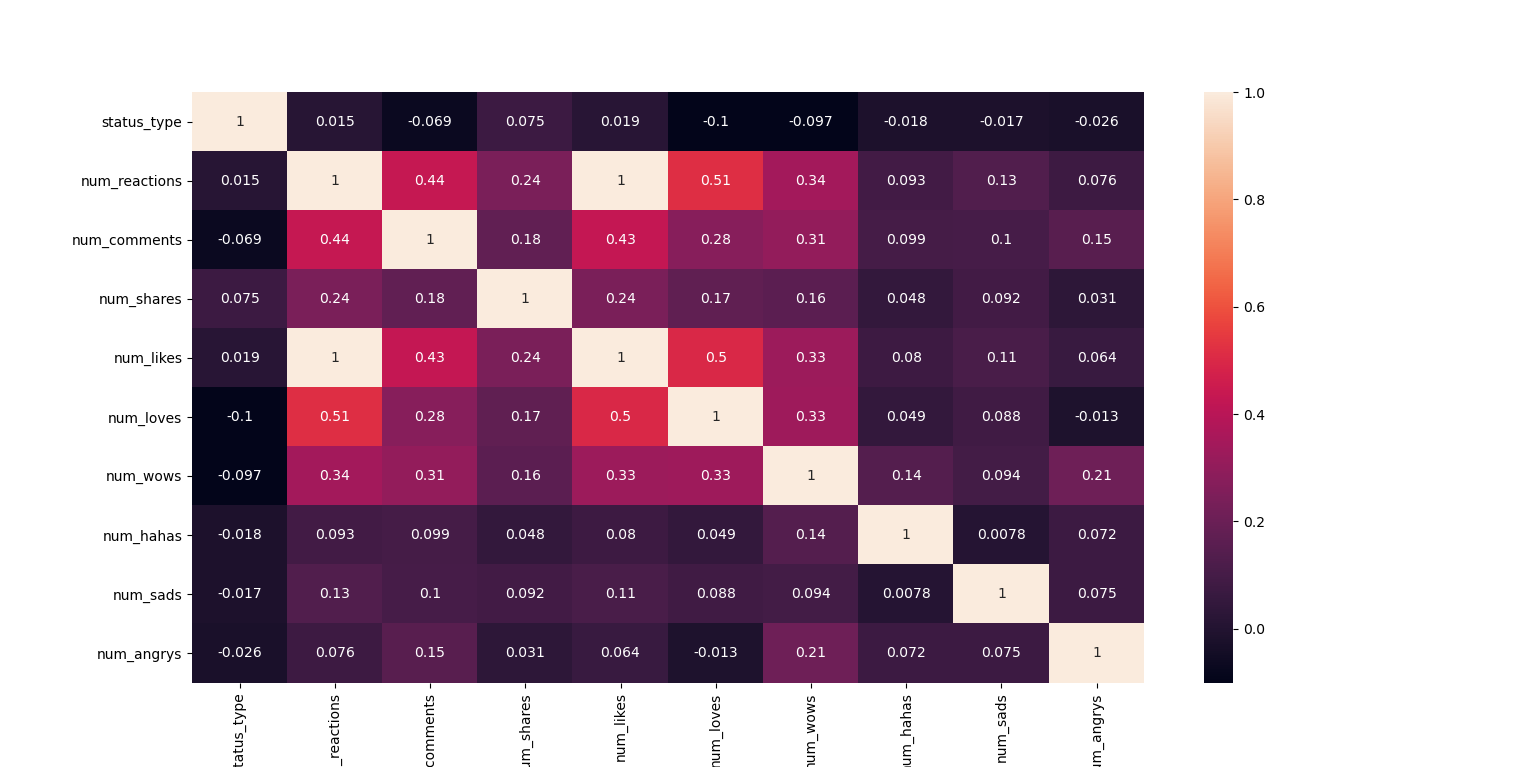 status_type 1 0.015 -0.069 0.075 0.019 -0.1 -0.097 -0.018 -0.017 -0.026
num_reactions 0.015 1 0.44 0.24 1 0.51 0.34 0.093 0.13 0.076
num_comments -0.069 0.44 1 0.18 0.43 0.28 0.31 0.099 0.1 0.15
num_shares 0.075 0.24 0.18 1 0.24 0.17 0.16 0.048 0.092 0.031
num_likes 0.019 1 0.43 0.24 1 0.5 0.33 0.08 0.11 0.064
num_loves -0.1 0.51 0.28 0.17 0.5 1 0.33 0.049 0.088 -0.013
num_wows -0.097 0.34 0.31 0.16 0.33 0.33 1 0.14 0.094 0.21
num_hahas -0.018 0.093 0.099 0.048 0.08 0.049 0.14 1 0.0078 0.072
num_sads -0.017 0.13 0.1 0.092 0.11 0.088 0.094 0.0078 1 0.075
num_angrys -0.026 0.076 0.15 0.031 0.064 -0.013 0.21 0.072 0.075 1
tatus_type
_reactions
comments
um_shares
num_likes
num_loves
num_wows
num_hahas
num_sads
um_angrys
1.0
0.8
0.6
0.4
0.2
0.0